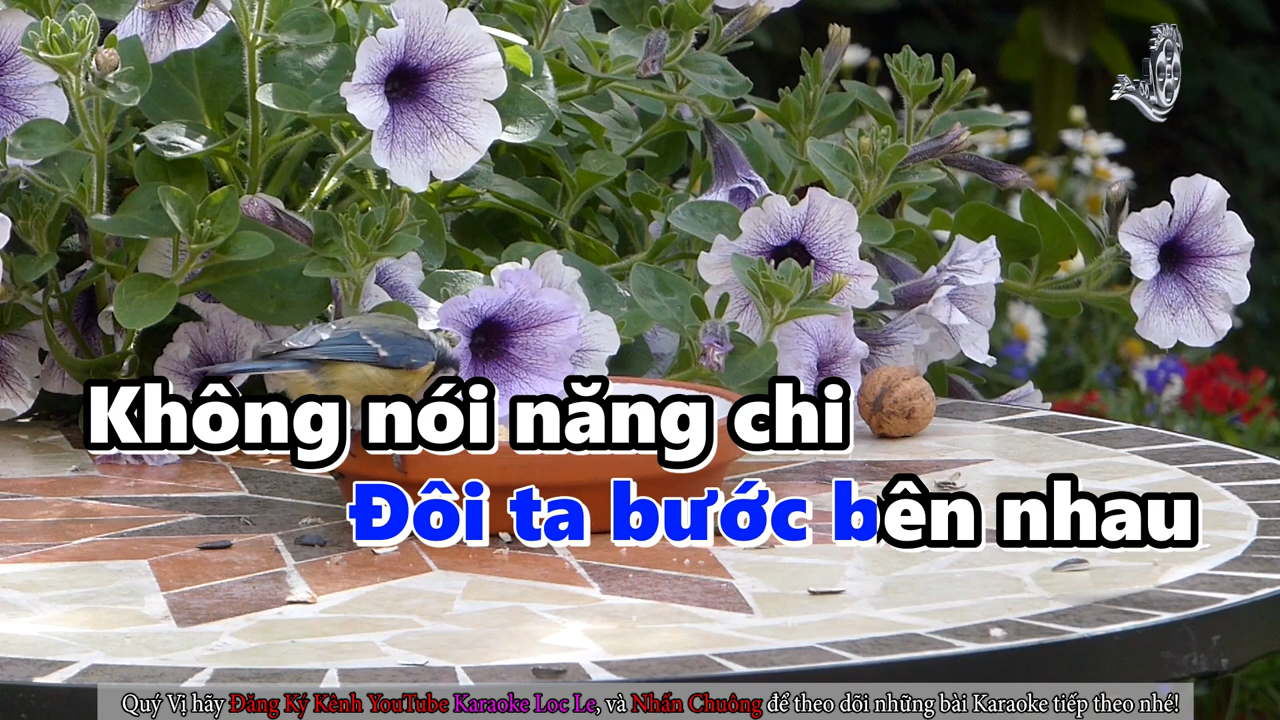 Không nói năng chi
Đôi ta bước bên nhau
Quý Vị hãy Đăng Ký Kênh YouTube Karaoke Loc Le, và Nhấn Chuông để theo dõi những bài Karaoke tiếp theo nhé!